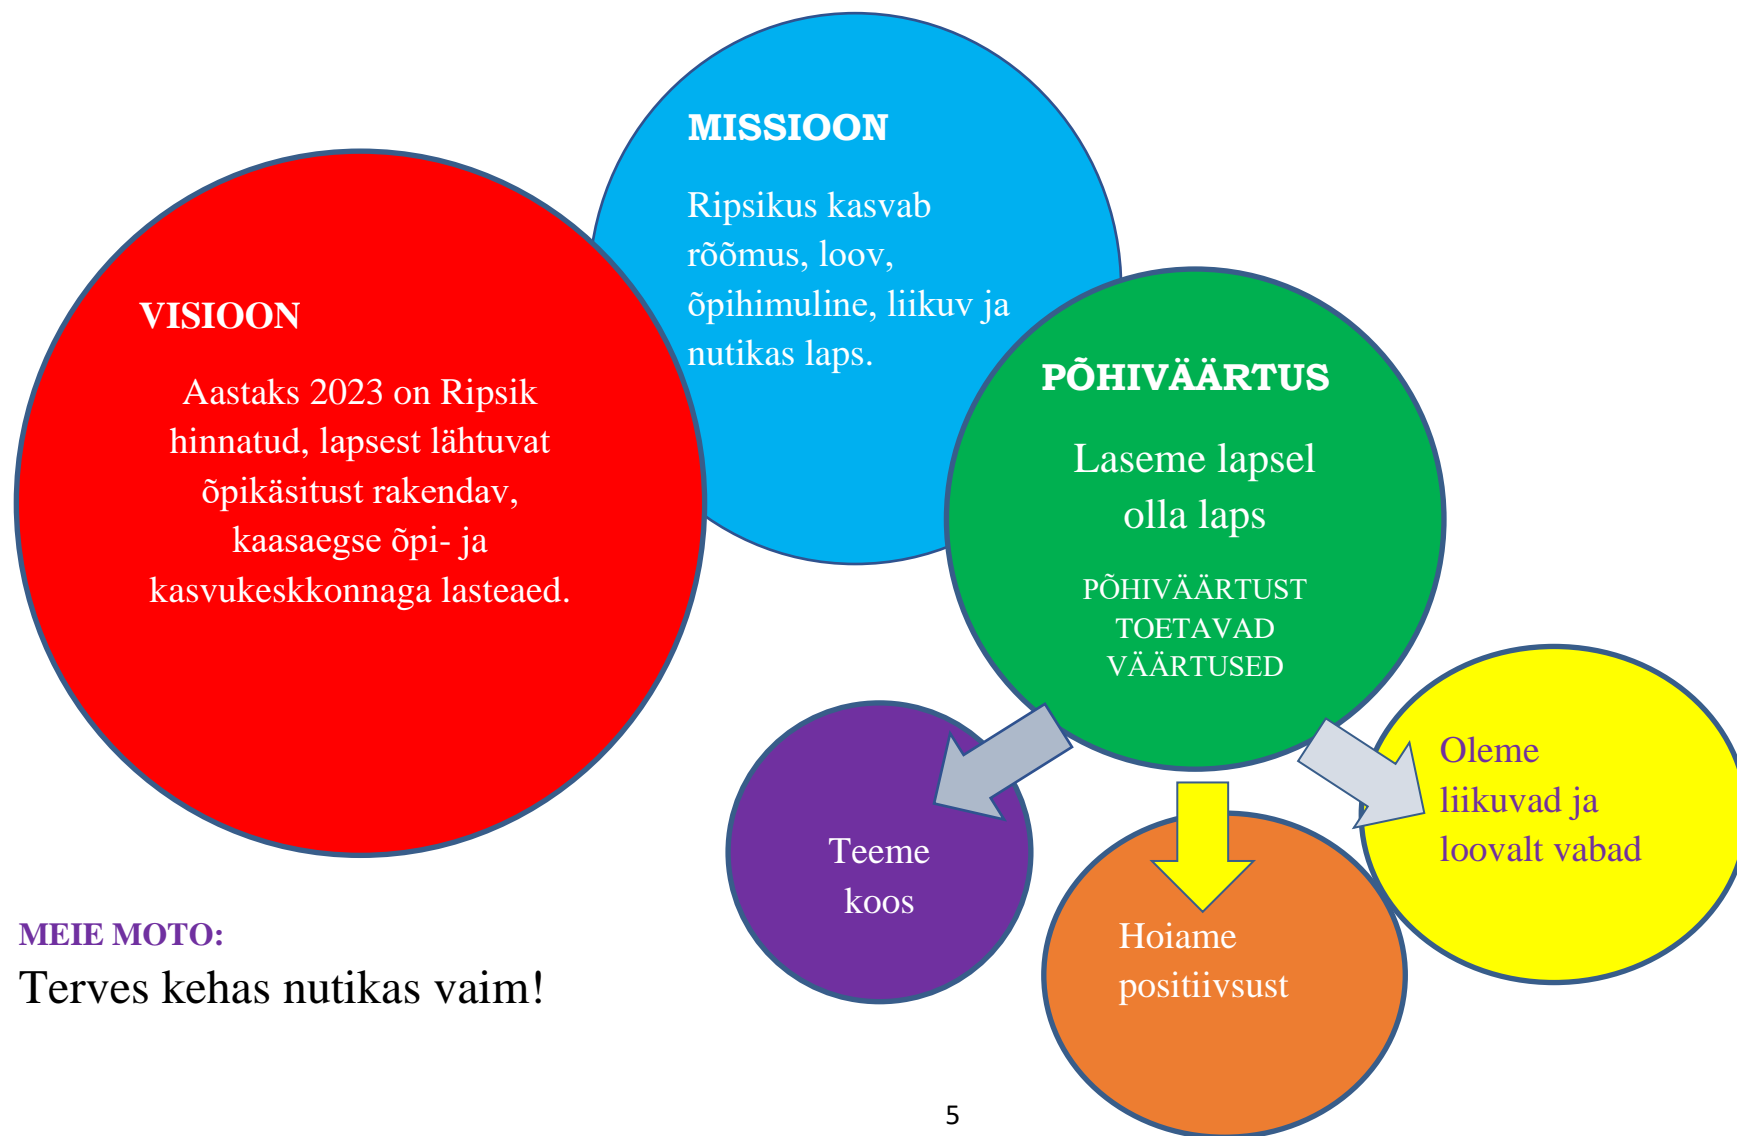 MISSIOON
Ripsikus kasvab
rõõmus, loov,
õpihimuline, liikuv ja
nutikas laps.
VISIOON
Aastaks 2023 on Ripsik
hinnatud, lapsest lähtuvat
õpikäsitust rakendav,
kaasaegse õpi- ja
kasvukeskkonnaga lasteaed.
PÕHIVÄÄRTUS
Laseme lapsel
olla laps
PÕHIVÄÄRTUST
TOETAVAD
VÄÄRTUSED
Teeme
koos
Hoiame
positiivsust
Oleme
liikuvad ja
loovalt vabad
MEIE MOTO:
Terves kehas nutikas vaim!
5